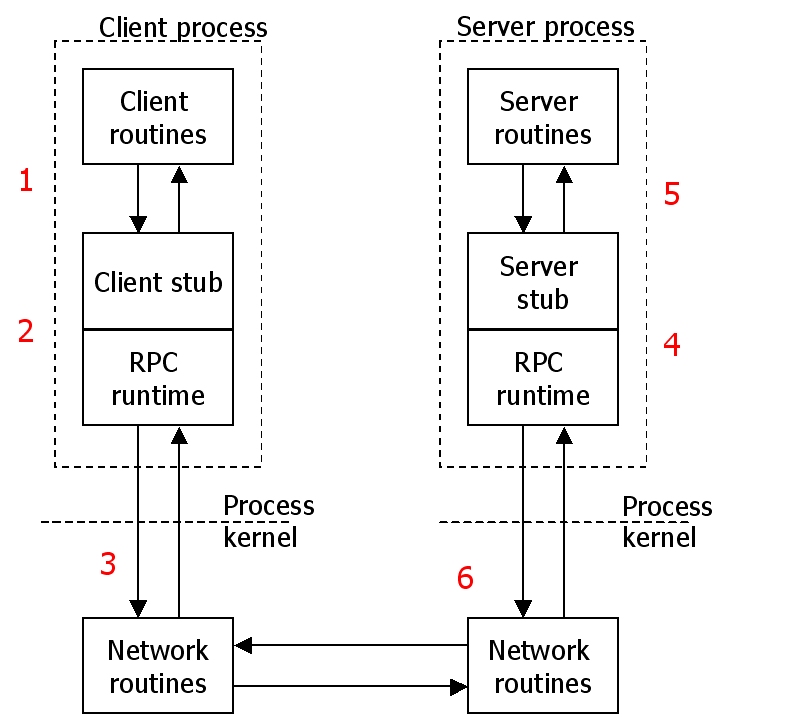 Client process
Server process
Client
routines
Server
routines
1
5
Client stub
Server
stub
2
4
RPC
runtime
RPC
runtime
Process
kernel
Process
kernel
3
6
Network
routines
Network
routines